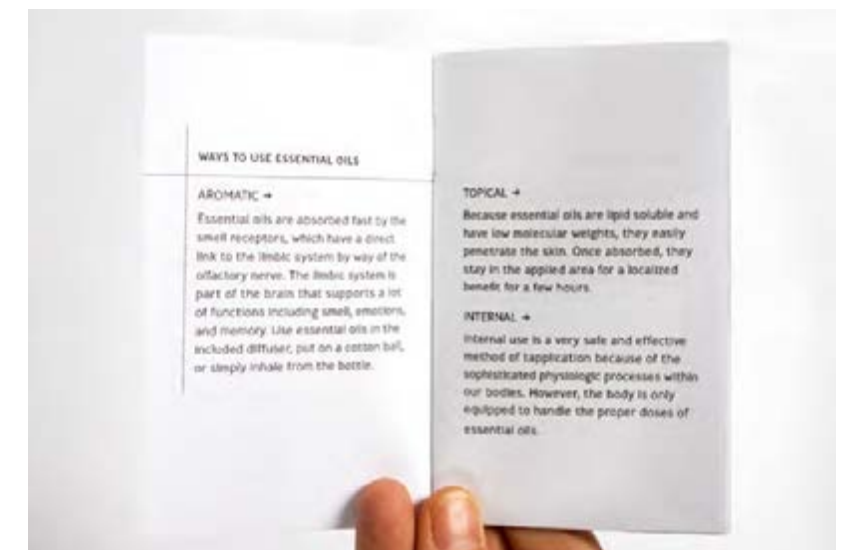 WAYS TO USE ESSENTIAL OILS
AROMATIC →
Essential oils are absorbed fast by the
smell receptors, which have a direct
link to the limbic system by way of the
olfactory nerve. The limbic system is
part of the brain that supports a lot
of functions including smell, emotions,
and memory. Use essential oils in the
included diffuser, put on a cotton ball,
or simply inhale from the bottle.
TOPICAL →
Because essential oils are lipid soluble and
have low molecular weights, they easily
penetrate the skin. Once absorbed, they
stay in the applied area for a localized
benefit for a few hours.
INTERNAL →
Internal use is a very safe and effective
method of tapplication because of the
sophisticated physiologic processes within
our bodies. However, the body is only
equipped to handle the proper doses of
essential oils.